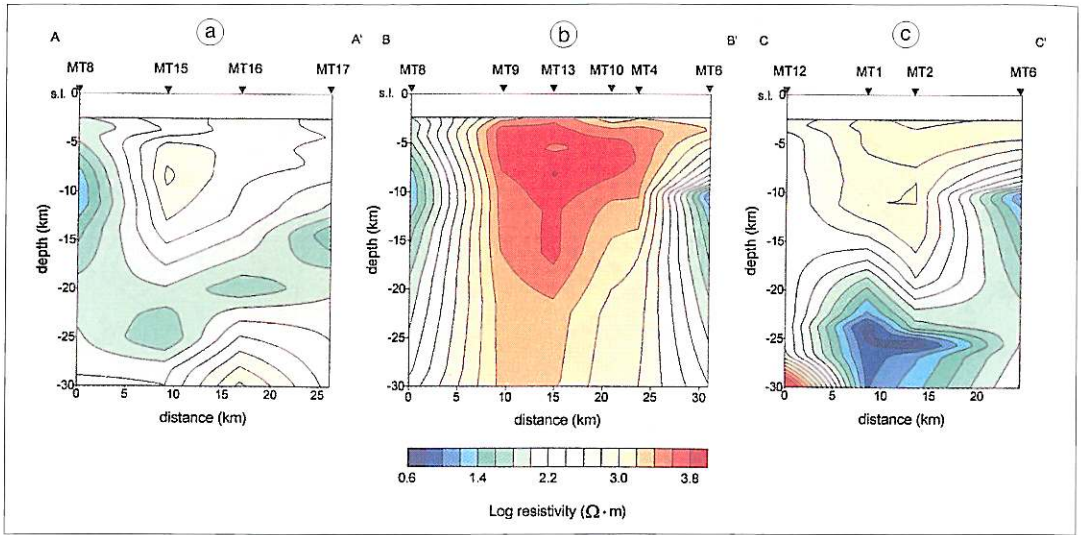 a
A A'
MT8 MT15 MT16 MT17
s.l. 0
-5
-10
-15
-20
-25
-30
depth (km)
0 5 10 15 20 25
distance (km)
b
B B'
MT8 MT9 MT13 MT10 MT4 MT6
s.l. 0
-5
-10
-15
-20
-25
-30
depth (km)
0 5 10 15 20 25 30
distance (km)
c
C C'
MT12 MT1 MT2 MT6
s.l. 0
-5
-10
-15
-20
-25
-30
depth (km)
0 5 10 15 20
distance (km)
0.6 1.4 2.2 3.0 3.8
Log resistivity (Ω·m)